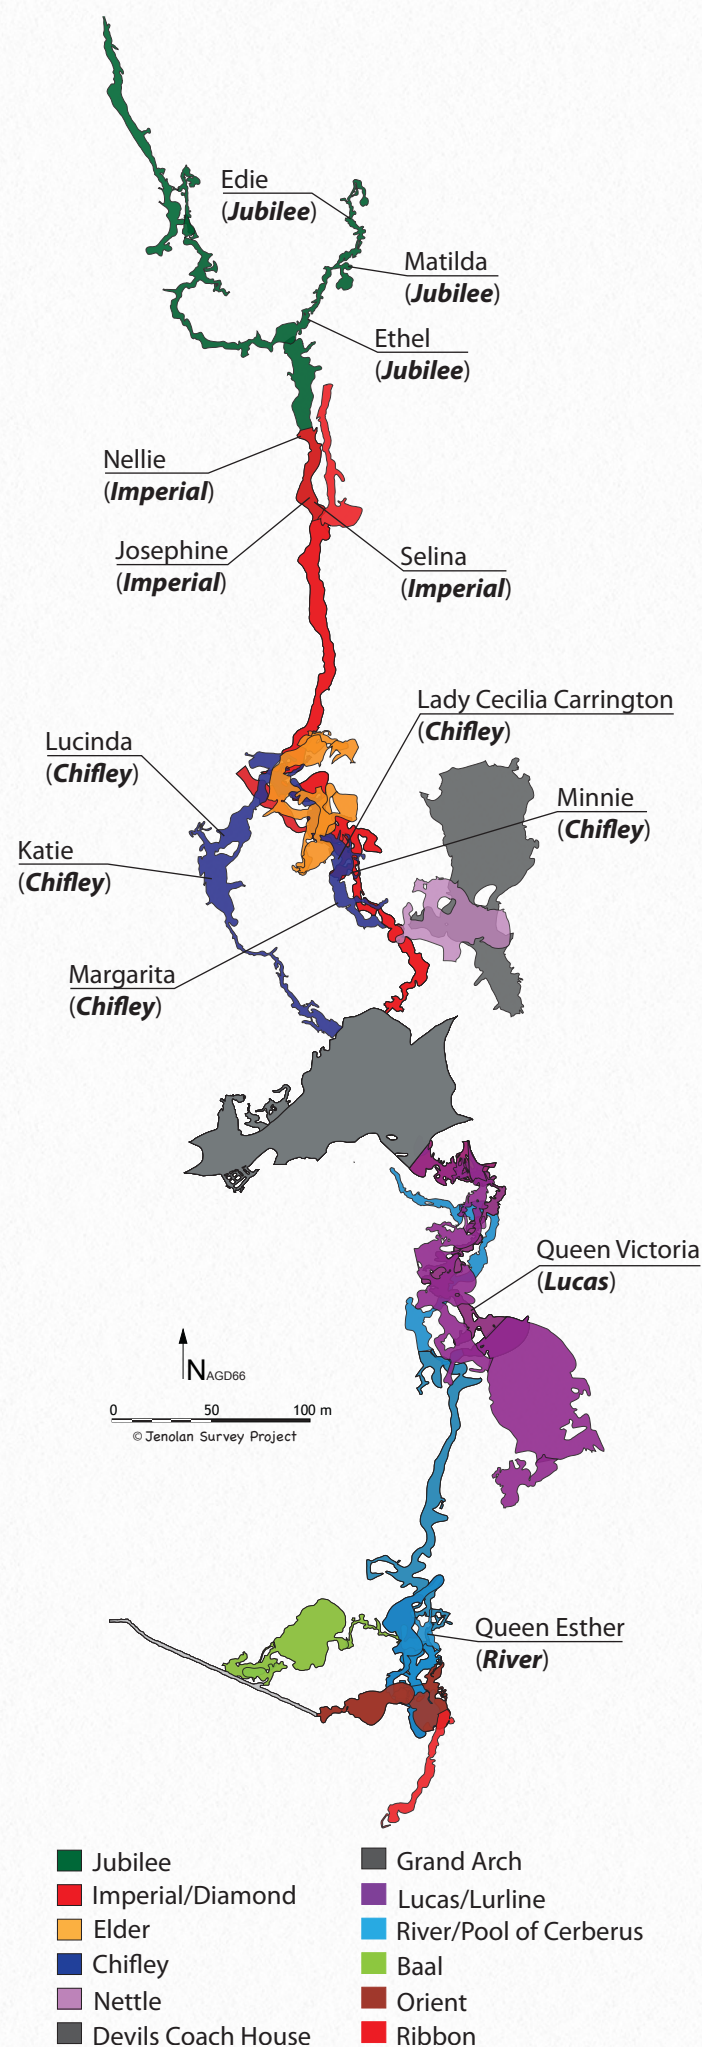 Edie
(Jubilee)
Matilda
(Jubilee)
Ethel
(Jubilee)
Nellie
(Imperial)
Josephine
(Imperial)
Selina
(Imperial)
Lady Cecilia Carrington
(Chifley)
Lucinda
(Chifley)
Minnie
(Chifley)
Katie
(Chifley)
Margarita
(Chifley)
Queen Victoria
(Lucas)
N AGD66
0 50 100 m
© Jenolan Survey Project
Queen Esther
(River)
Jubilee
Imperial/Diamond
Elder
Chifley
Nettle
Devils Coach House
Grand Arch
Lucas/Lurline
River/Pool of Cerberus
Baal
Orient
Ribbon